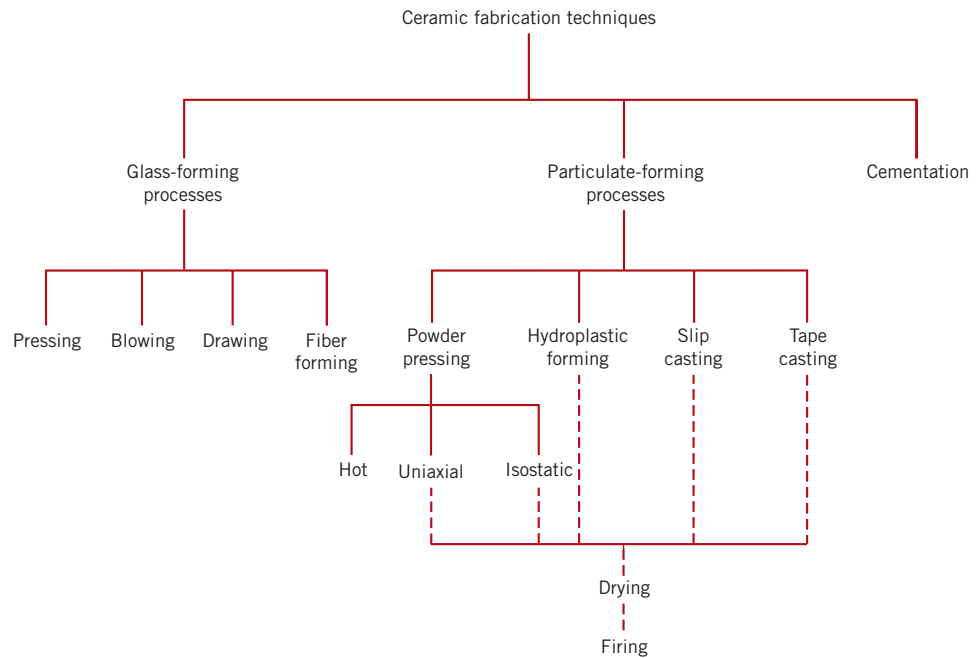 Ceramic fabrication techniques
Glass-forming
processes
Particulate-forming
processes
Cementation
Pressing
Blowing
Drawing
Fiber
forming
Powder
pressing
Hydroplastic
forming
Slip
casting
Tape
casting
Hot
Uniaxial
Isostatic
Drying
Firing